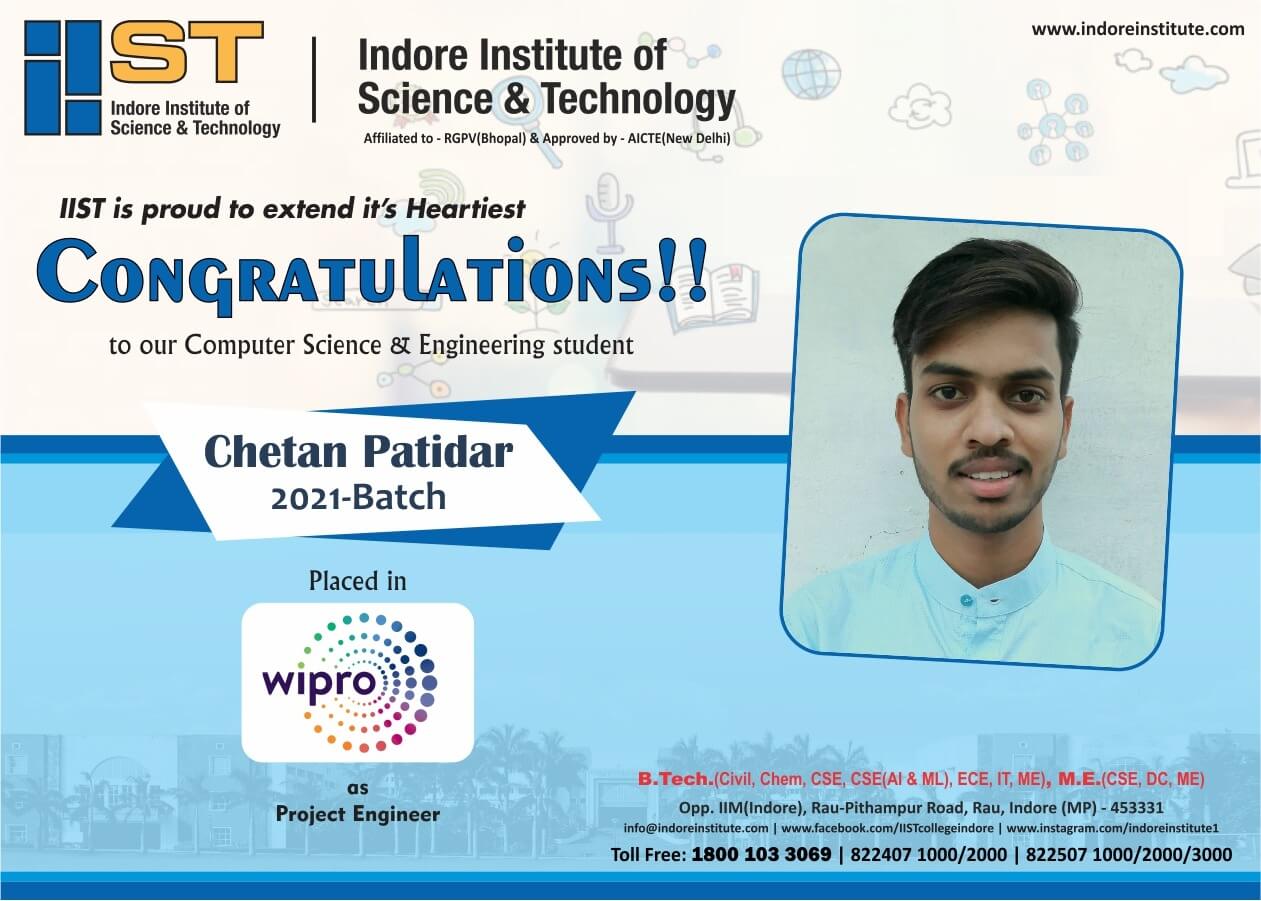 www.indoreinstitute.com
IIST
Indore Institute of
Science & Technology
Indore Institute of
Science & Technology
Affiliated to - RGPV(Bhopal) & Approved by - AICTE(New Delhi)
IIST is proud to extend it's Heartiest
Congratulations!!
to our Computer Science & Engineering student
Chetan Patidar
2021-Batch
Placed in
wipro
as
Project Engineer
B.Tech.(Civil, Chem, CSE, CSE(AI & ML), ECE, IT, ME), M.E.(CSE, DC, ME)
Opp. IIM(Indore), Rau-Pithampur Road, Rau, Indore (MP) - 453331
info@indoreinstitute.com | www.facebook.com/IISTcollegeindore | www.instagram.com/indoreinstitute1
Toll Free: 1800 103 3069 | 822407 1000/2000 | 822507 1000/2000/3000